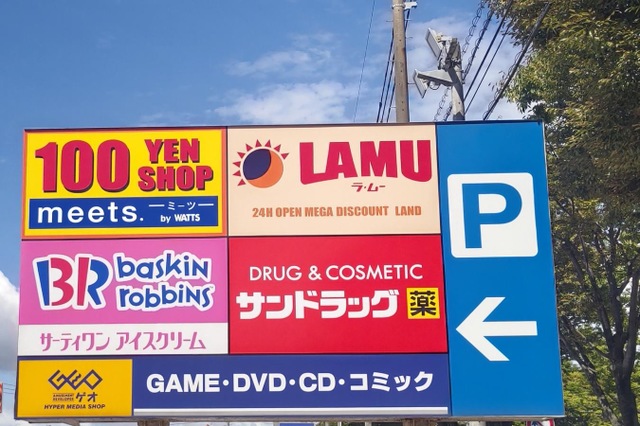 100 YEN SHOP
meets. ーミーツー
by WATTS
LAMU
ラ・ムー
24H OPEN MEGA DISCOUNT LAND
P
BR baskin robbins
サーティワン アイスクリーム
DRUG & COSMETIC
サンドラッグ 薬
ゲオ
HYPER MEDIA SHOP
GAME・DVD・CD・コミック